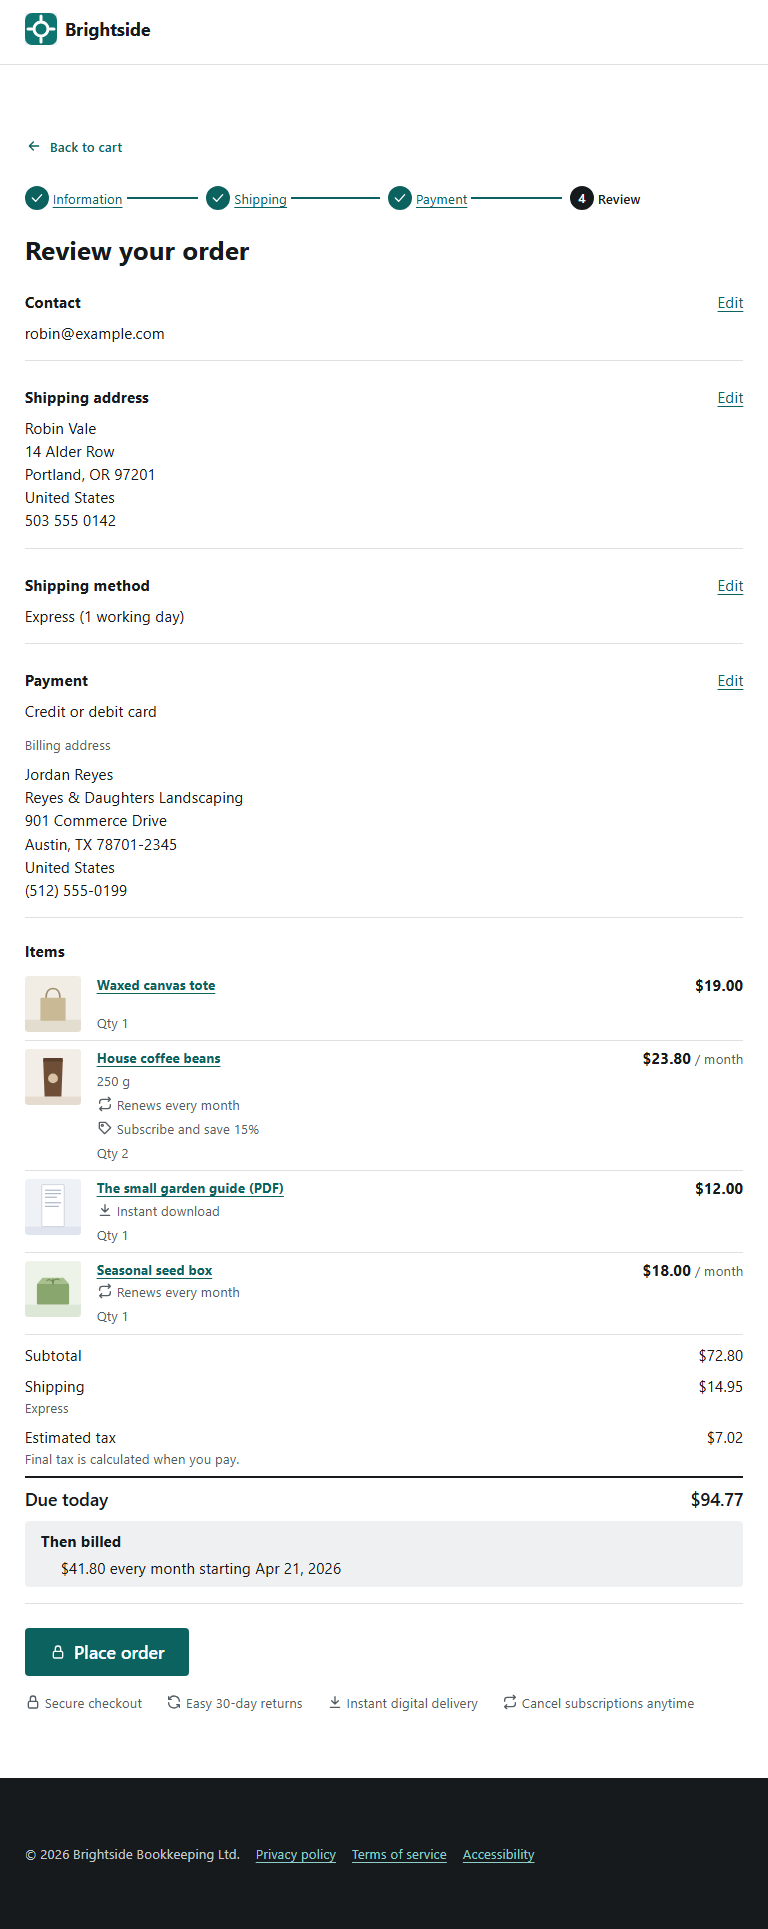 Brightside
Back to cart
Information
Shipping
Payment
4 Review
Review your order
Contact
Edit
robin@example.com
Shipping address
Edit
Robin Vale
14 Alder Row
Portland, OR 97201
United States
503 555 0142
Shipping method
Edit
Express (1 working day)
Payment
Edit
Credit or debit card
Billing address
Jordan Reyes
Reyes & Daughters Landscaping
901 Commerce Drive
Austin, TX 78701-2345
United States
(512) 555-0199
Items
Waxed canvas tote
$19.00
Qty 1
House coffee beans
$23.80 / month
250 g
Renews every month
Subscribe and save 15%
Qty 2
The small garden guide (PDF)
$12.00
Instant download
Qty 1
Seasonal seed box
$18.00 / month
Renews every month
Qty 1
Subtotal
$72.80
Shipping
$14.95
Express
Estimated tax
$7.02
Final tax is calculated when you pay.
Due today
$94.77
Then billed
$41.80 every month starting Apr 21, 2026
Place order
Secure checkout
Easy 30-day returns
Instant digital delivery
Cancel subscriptions anytime
© 2026 Brightside Bookkeeping Ltd.
Privacy policy
Terms of service
Accessibility